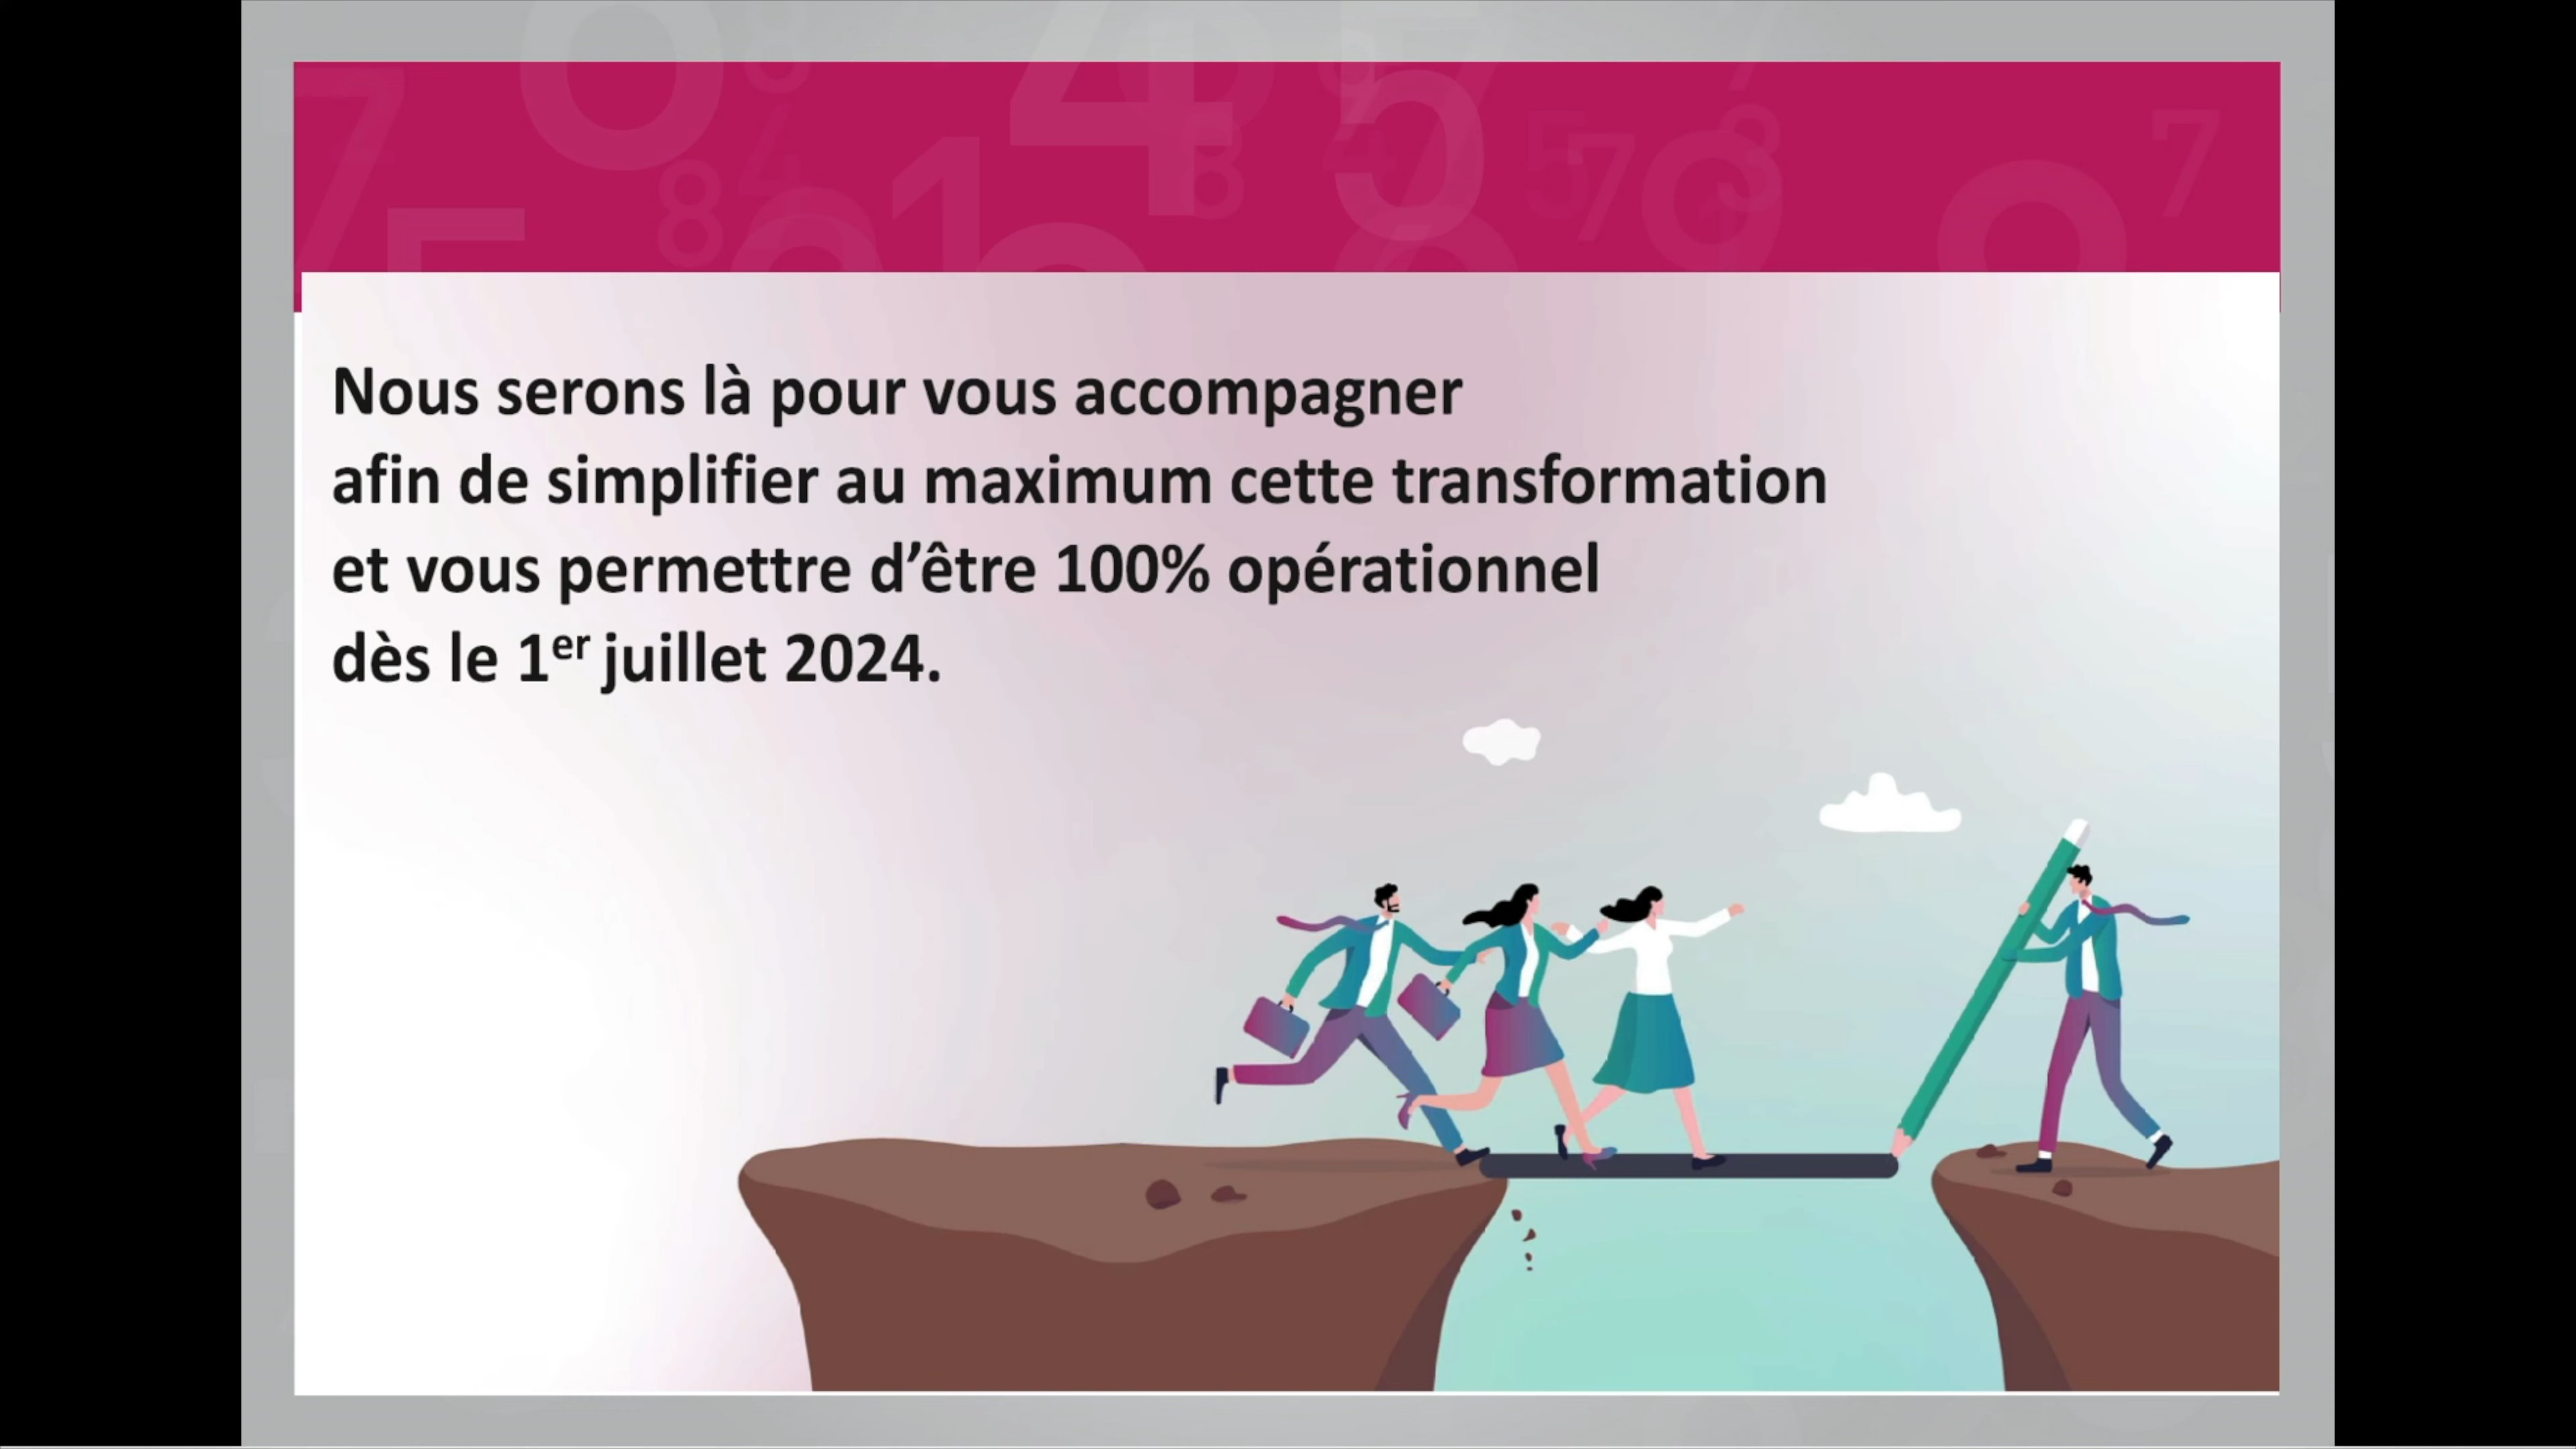 Nous serons là pour vous accompagner
afin de simplifier au maximum cette transformation
et vous permettre d’être 100% opérationnel
dès le 1er juillet 2024.